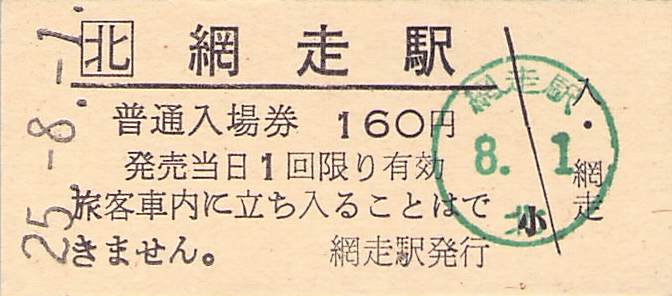 25.-8.-1.
北 網走駅
普通入場券 160円
発売当日1回限り有効
旅客車内に立ち入ることはで
きません。 網走駅発行
網走駅
8. 1
北
小
入・網走